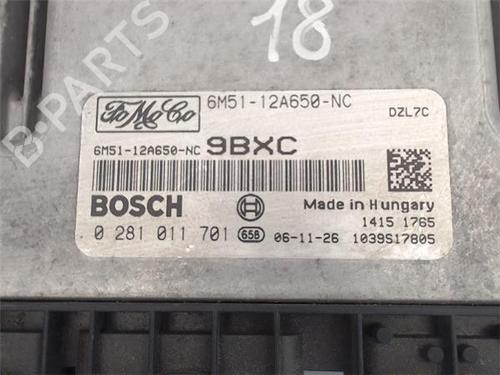 18
B-PARTS
FoMoCo 6M51-12A650-NC DZL7C
6M51-12A650-NC 9BXC
BOSCH Made in Hungary
1415 1765
0 281 011 701 658 06-11-26 1039S17805